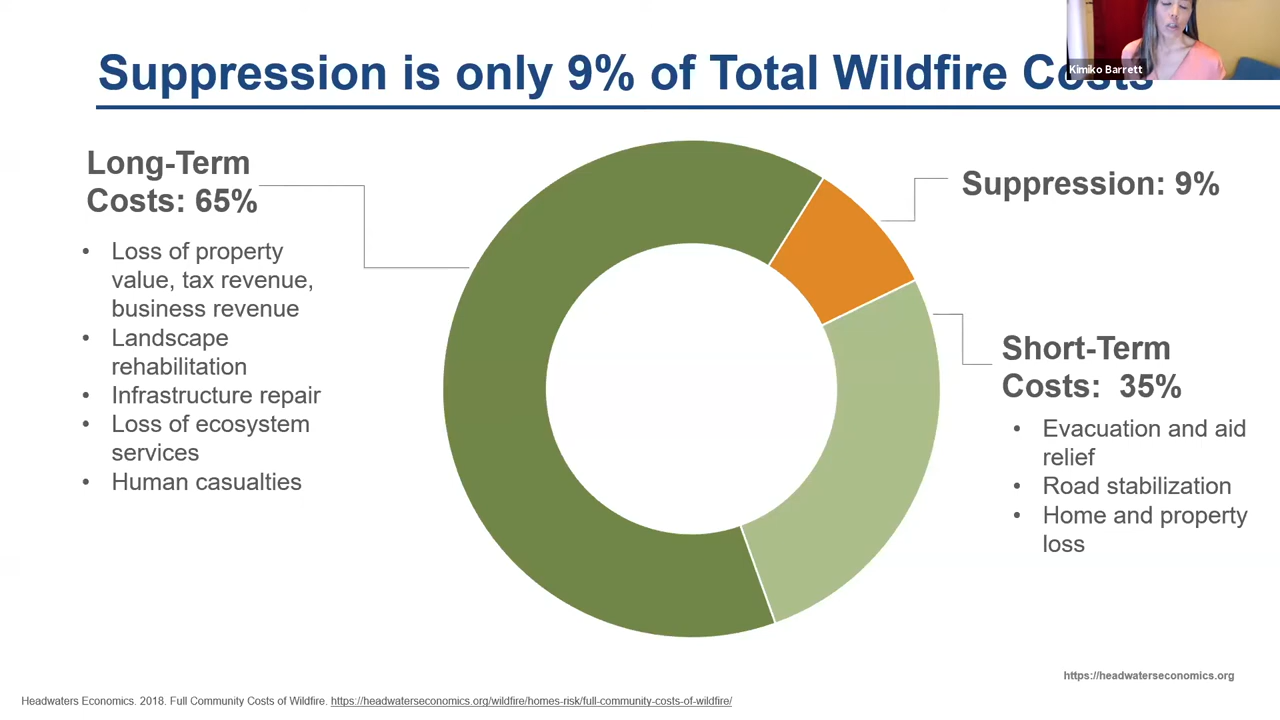 Suppression is only 9% of Total Wildfire Costs
Kimiko Barrett
Long-Term
Costs: 65%
• Loss of property
value, tax revenue,
business revenue
• Landscape
rehabilitation
• Infrastructure repair
• Loss of ecosystem
services
• Human casualties
Suppression: 9%
Short-Term
Costs: 35%
• Evacuation and aid
relief
• Road stabilization
• Home and property
loss
https://headwaterseconomics.org
Headwaters Economics. 2018. Full Community Costs of Wildfire. https://headwaterseconomics.org/wildfire/homes-risk/full-community-costs-of-wildfire/